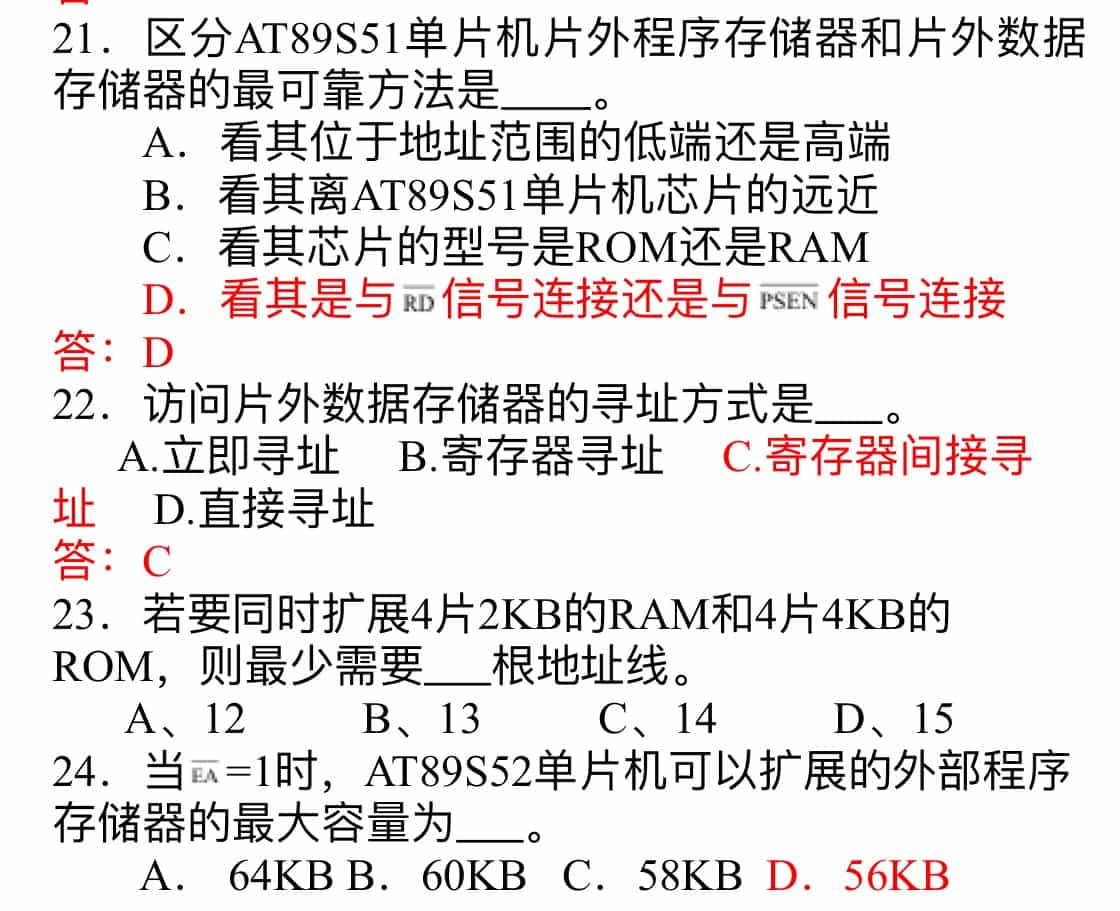 21．区分AT89S51单片机片外程序存储器和片外数据
存储器的最可靠方法是____。
A．看其位于地址范围的低端还是高端
B．看其离AT89S51单片机芯片的远近
C．看其芯片的型号是ROM还是RAM
D．看其是与R̅D̅信号连接还是与P̅S̅E̅N̅信号连接
答：D
22．访问片外数据存储器的寻址方式是___。
A.立即寻址 B.寄存器寻址 C.寄存器间接寻
址 D.直接寻址
答：C
23．若要同时扩展4片2KB的RAM和4片4KB的
ROM，则最少需要___根地址线。
A、12 B、13 C、14 D、15
24．当E̅A̅=1时，AT89S52单片机可以扩展的外部程序
存储器的最大容量为___。
A． 64KB B．60KB C．58KB D．56KB